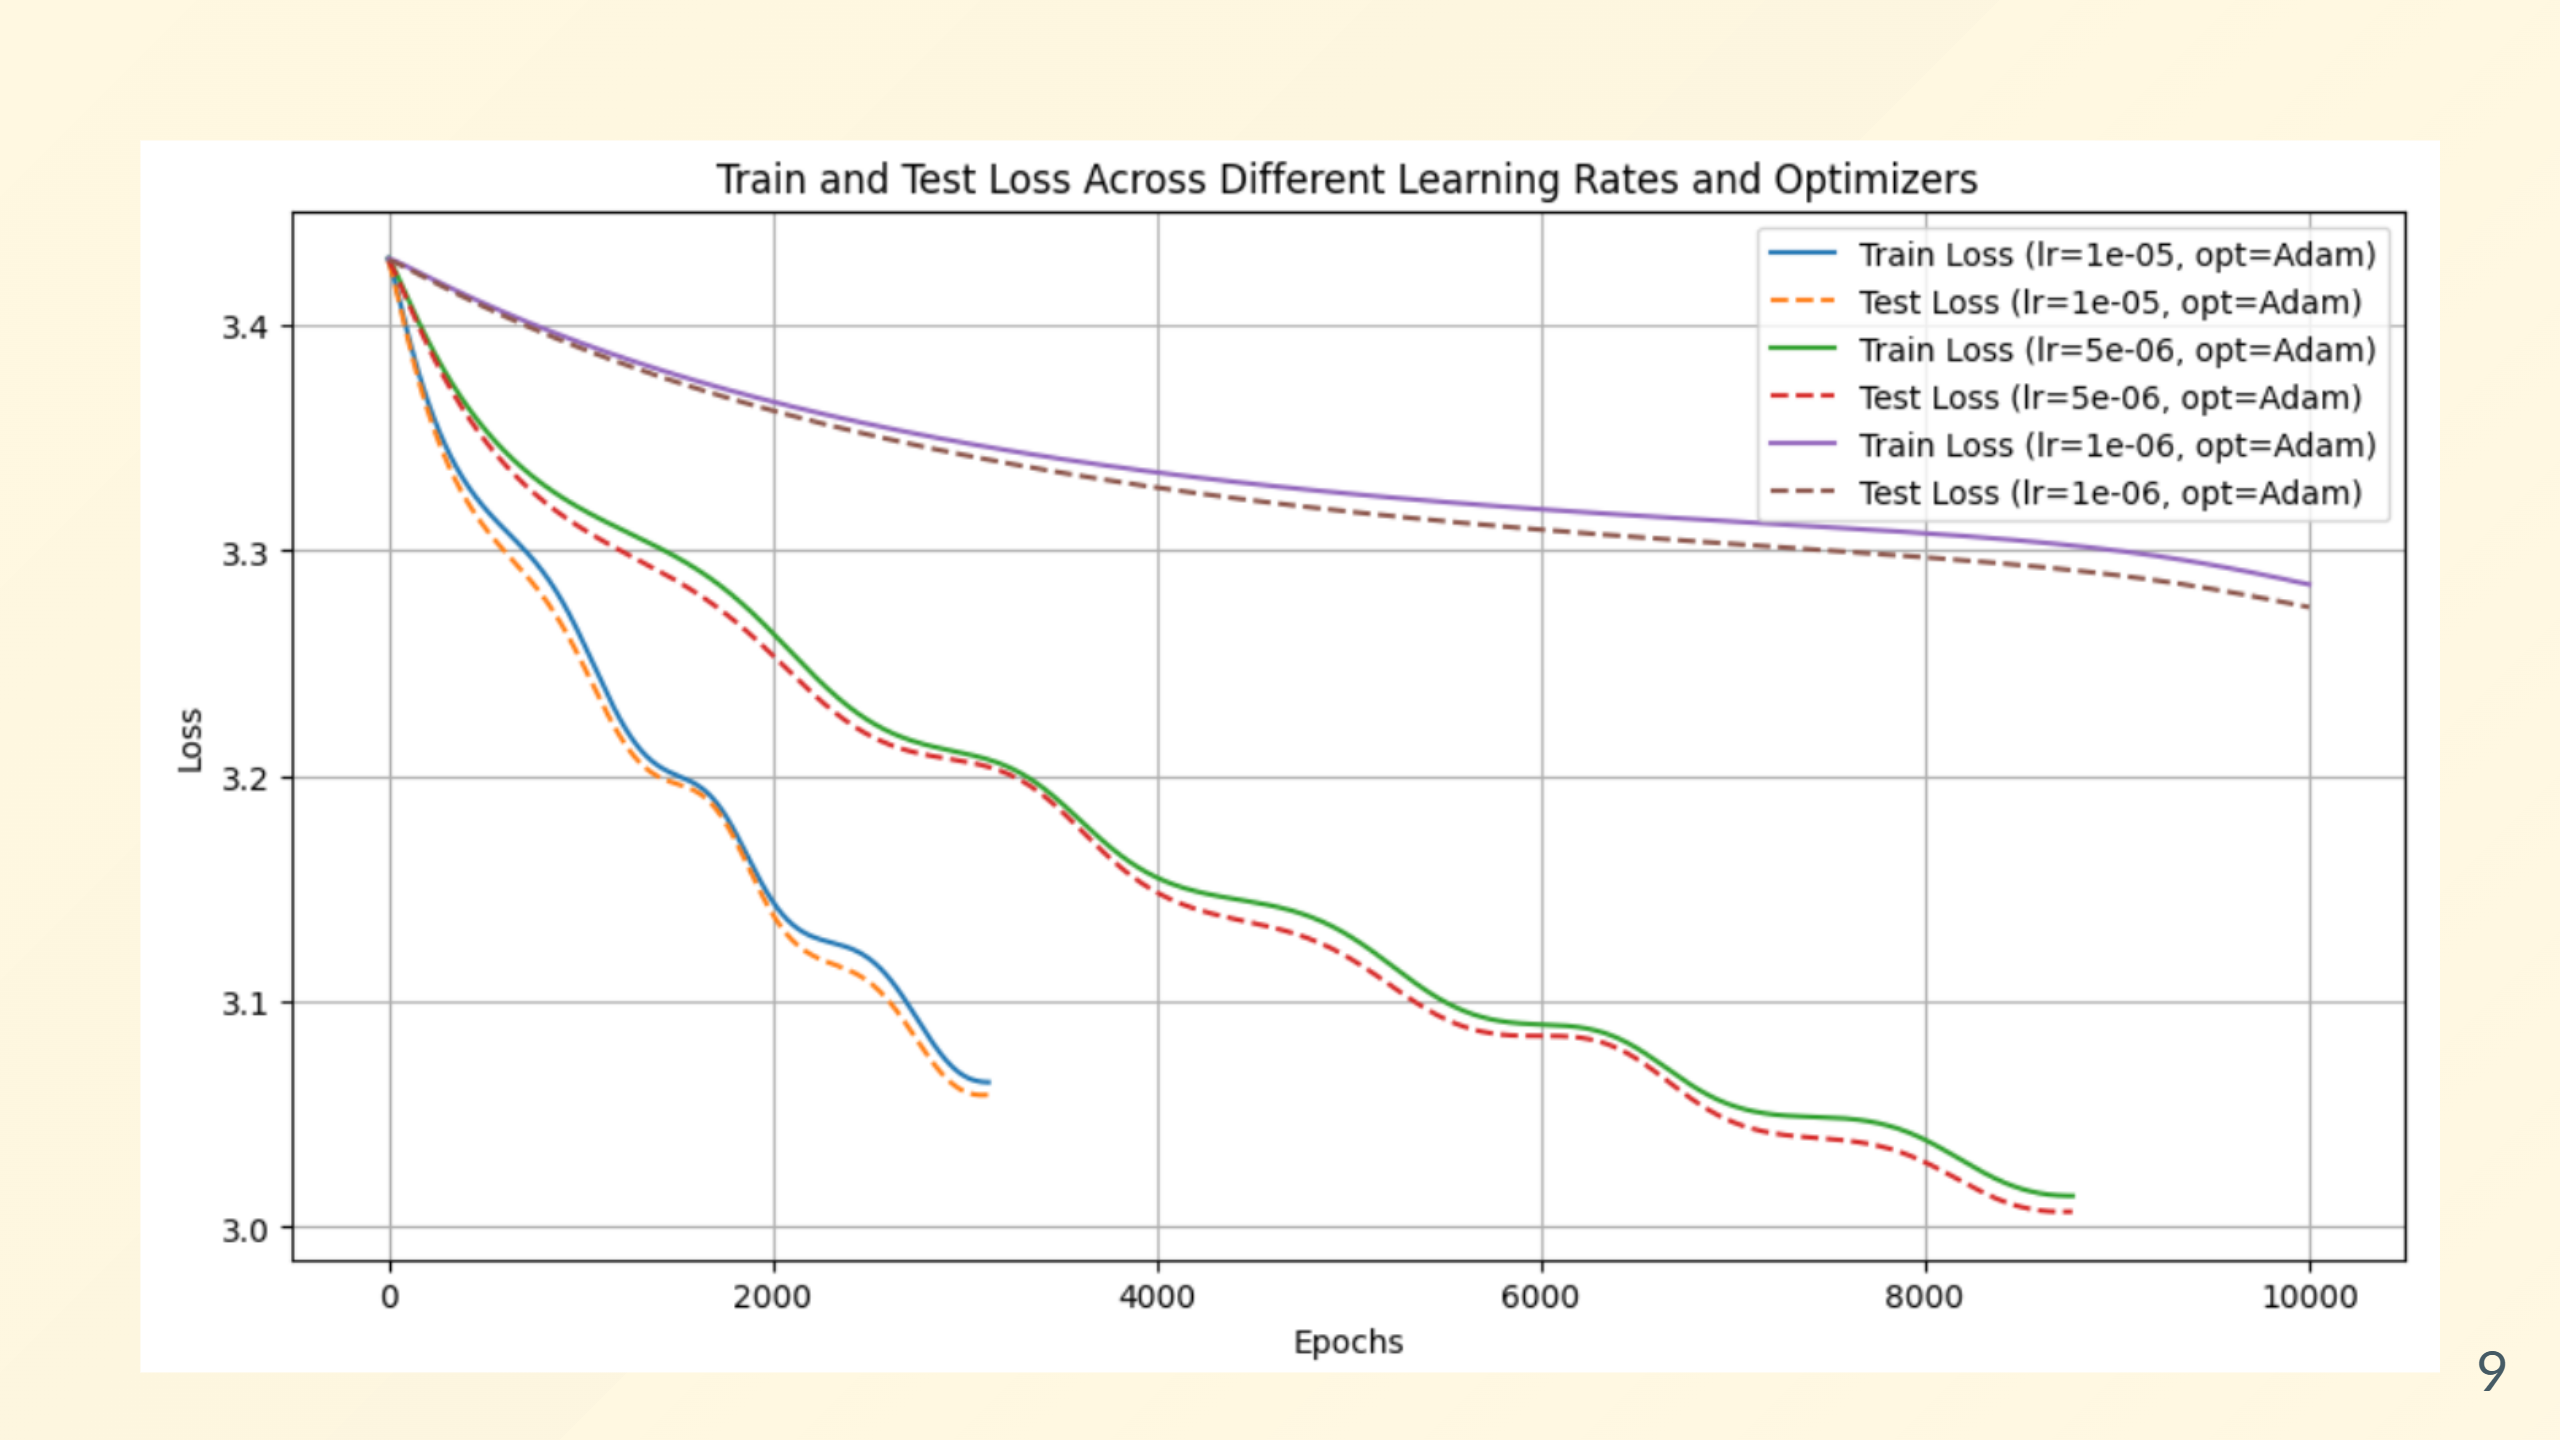 Train and Test Loss Across Different Learning Rates and Optimizers
Train Loss (lr=1e-05, opt=Adam)
Test Loss (lr=1e-05, opt=Adam)
Train Loss (lr=5e-06, opt=Adam)
Test Loss (lr=5e-06, opt=Adam)
Train Loss (lr=1e-06, opt=Adam)
Test Loss (lr=1e-06, opt=Adam)
3.4
3.3
3.2
3.1
3.0
Loss
0 2000 4000 6000 8000 10000
Epochs
9